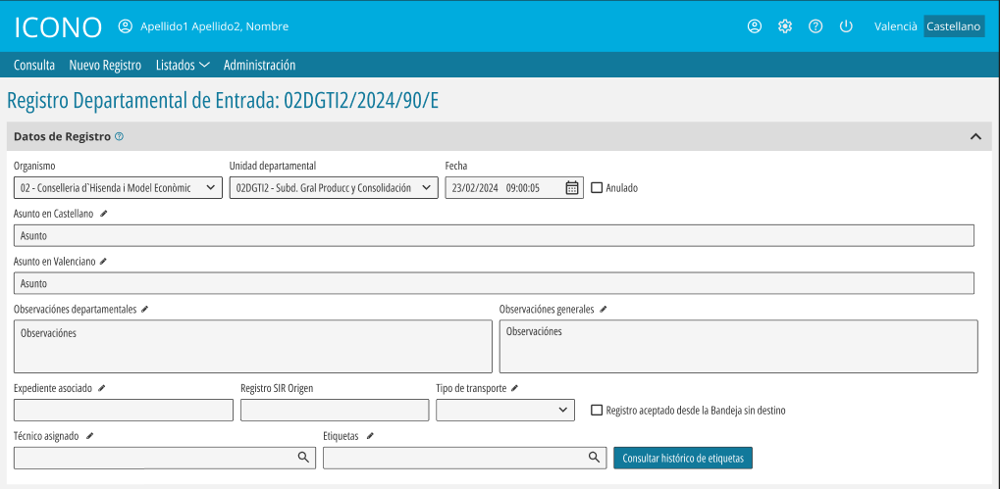 ICONO Apellido1 Apellido2, Nombre Valencià Castellano
Consulta Nuevo Registro Listados Administración
Registro Departamental de Entrada: 02DGTI2/2024/90/E
Datos de Registro
Organismo Unidad departamental Fecha
02 - Conselleria d`Hisenda i Model Econòmic 02DGTI2 - Subd. Gral Producc y Consolidación 23/02/2024 09:00:05 Anulado
Asunto en Castellano
Asunto
Asunto en Valenciano
Asunto
Observaciónes departamentales Observaciónes generales
Observaciónes Observaciónes
Expediente asociado Registro SIR Origen Tipo de transporte
Registro aceptado desde la Bandeja sin destino
Técnico asignado Etiquetas
Consultar histórico de etiquetas